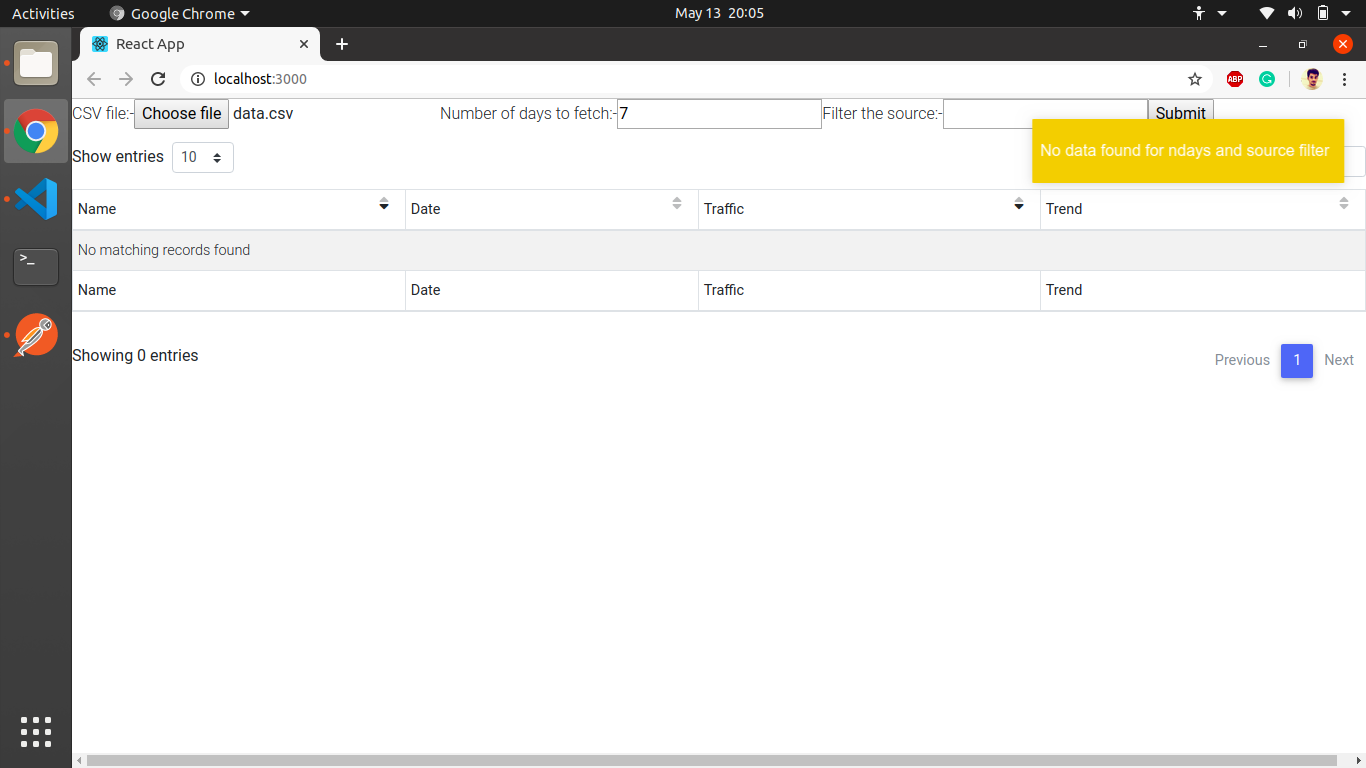 Activities Google Chrome May 13 20:05
React App
localhost:3000
ABP
CSV file:- Choose file data.csv Number of days to fetch:- 7 Filter the source:- Submit
No data found for ndays and source filter
Show entries 10
Name Date Traffic Trend
No matching records found
Name Date Traffic Trend
Showing 0 entries Previous 1 Next